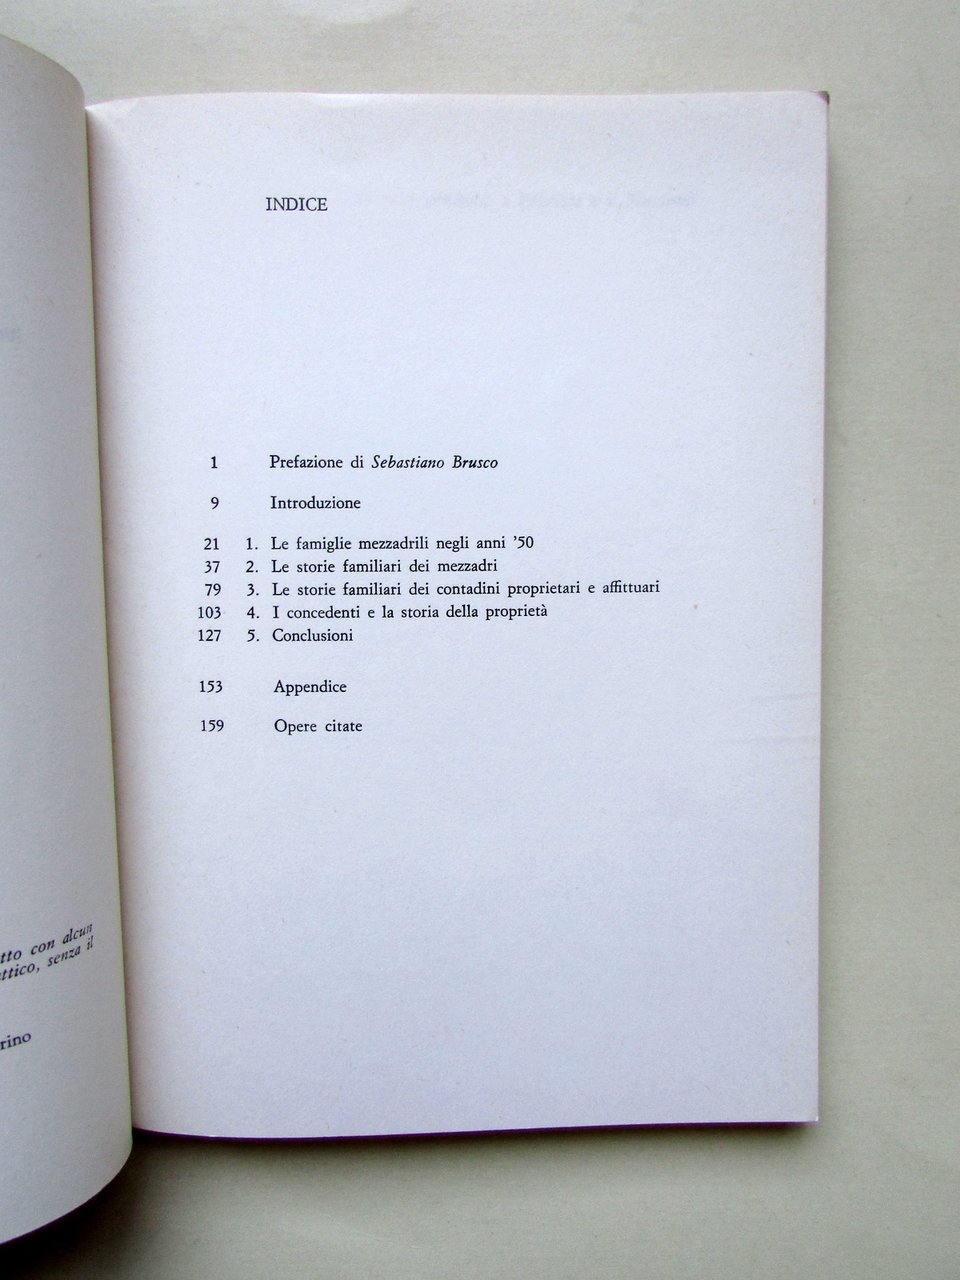 tto con alcun
ttico, senza il
rino
INDICE
1 Prefazione di Sebastiano Brusco
9 Introduzione
21 1. Le famiglie mezzadrili negli anni '50
37 2. Le storie familiari dei mezzadri
79 3. Le storie familiari dei contadini proprietari e affittuari
103 4. I concedenti e la storia della proprietà
127 5. Conclusioni
153 Appendice
159 Opere citate